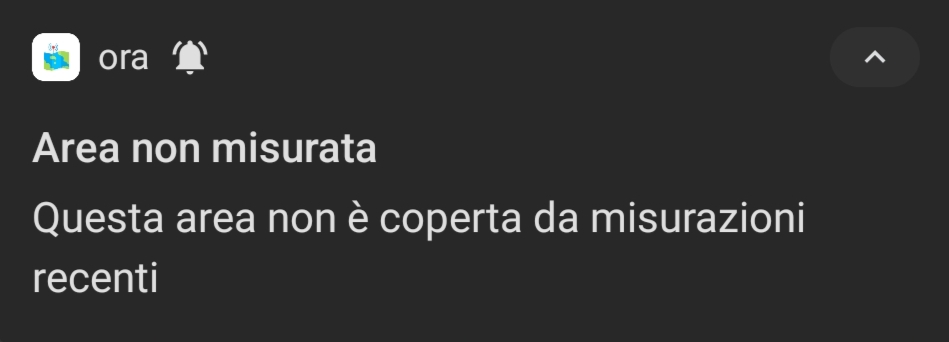 ora
Area non misurata
Questa area non è coperta da misurazioni
recenti